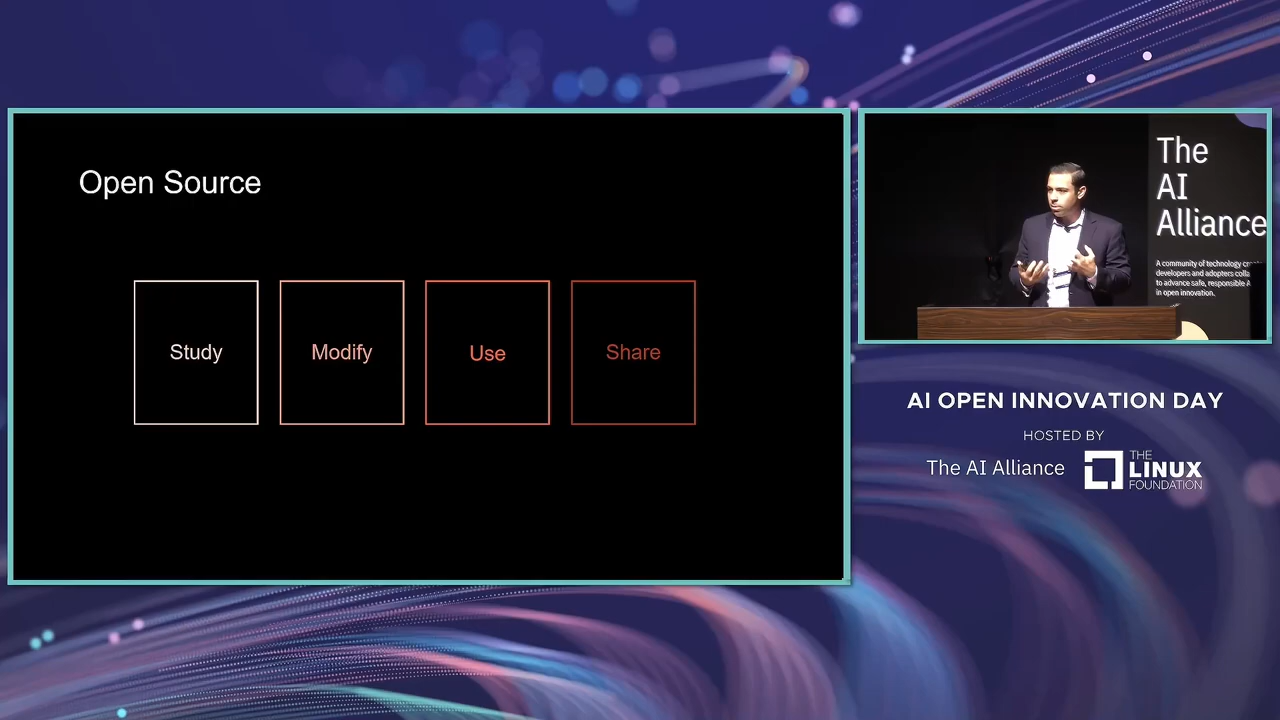 Open Source
Study
Modify
Use
Share
The
AI
Alliance
A community of technology
developers and adopters
to advance safe, responsible
in open innovation.
AI OPEN INNOVATION DAY
HOSTED BY
The AI Alliance
THE
LINUX
FOUNDATION